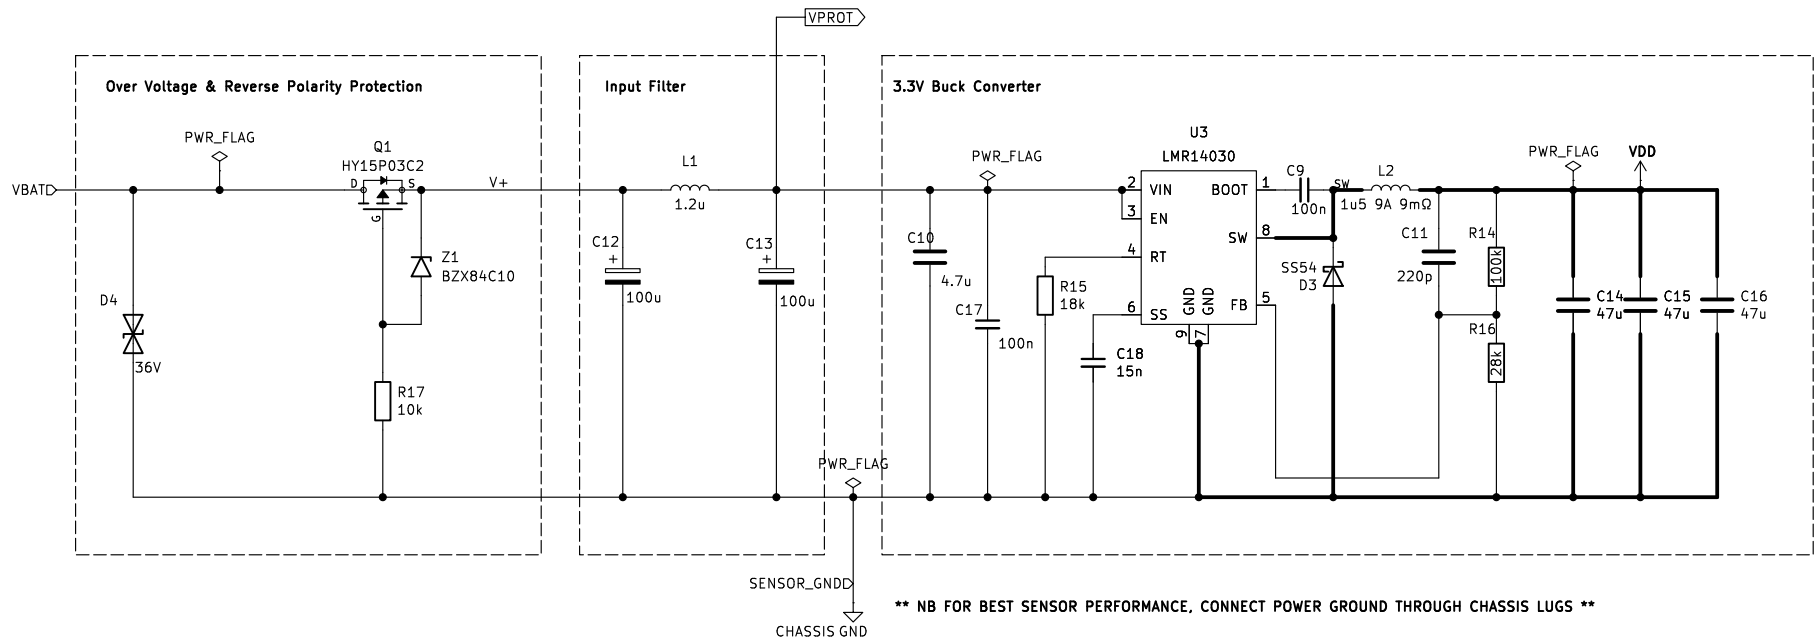 VPROT
Over Voltage & Reverse Polarity Protection
Input Filter
3.3V Buck Converter
PWR_FLAG
Q1
HY15P03C2
D
S
G
VBAT
V+
Z1
BZX84C10
D4
36V
R17
10k
L1
1.2u
C12
+
100u
C13
+
100u
PWR_FLAG
SENSOR_GND
CHASSIS GND
PWR_FLAG
C10
4.7u
C17
100n
R15
18k
C18
15n
U3
LMR14030
2 VIN
3 EN
4 RT
6 SS
BOOT 1
SW 8
FB 5
GND
GND
9
7
C9
100n
SW
L2
1u5 9A 9mΩ
SS54
D3
C11
220p
R14
100k
R16
28k
PWR_FLAG
VDD
C14
47u
C15
47u
C16
47u
** NB FOR BEST SENSOR PERFORMANCE, CONNECT POWER GROUND THROUGH CHASSIS LUGS **